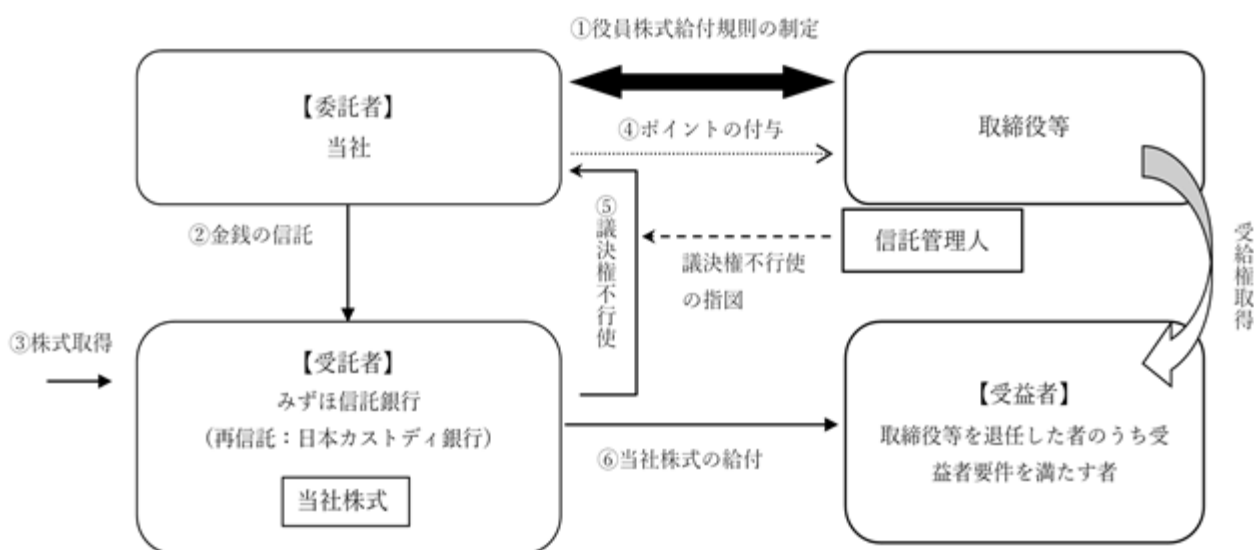 ①役員株式給付規則の制定
【委託者】
当社
④ポイントの付与
取締役等
②金銭の信託
⑤議決権不行使
議決権不行使
の指図
信託管理人
受給権取得
③株式取得
【受託者】
みずほ信託銀行
（再信託：日本カストディ銀行）
当社株式
⑥当社株式の給付
【受益者】
取締役等を退任した者のうち受
益者要件を満たす者